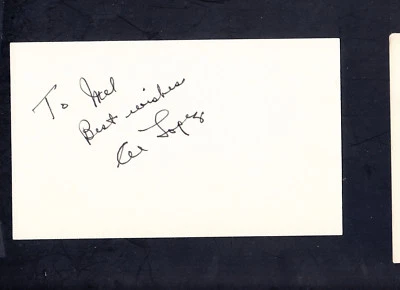 To Mel
Best wishes
Al Lopez